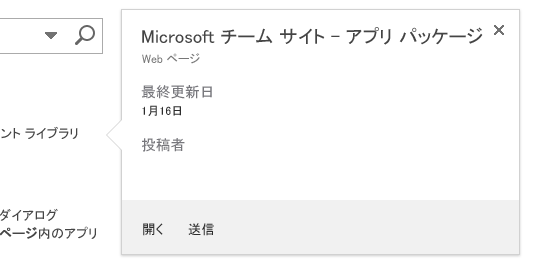 Microsoft チーム サイト - アプリ パッケージ
Web ページ
最終更新日
1月16日
ント ライブラリ
投稿者
ダイアログ
ページ内のアプリ
開く 送信